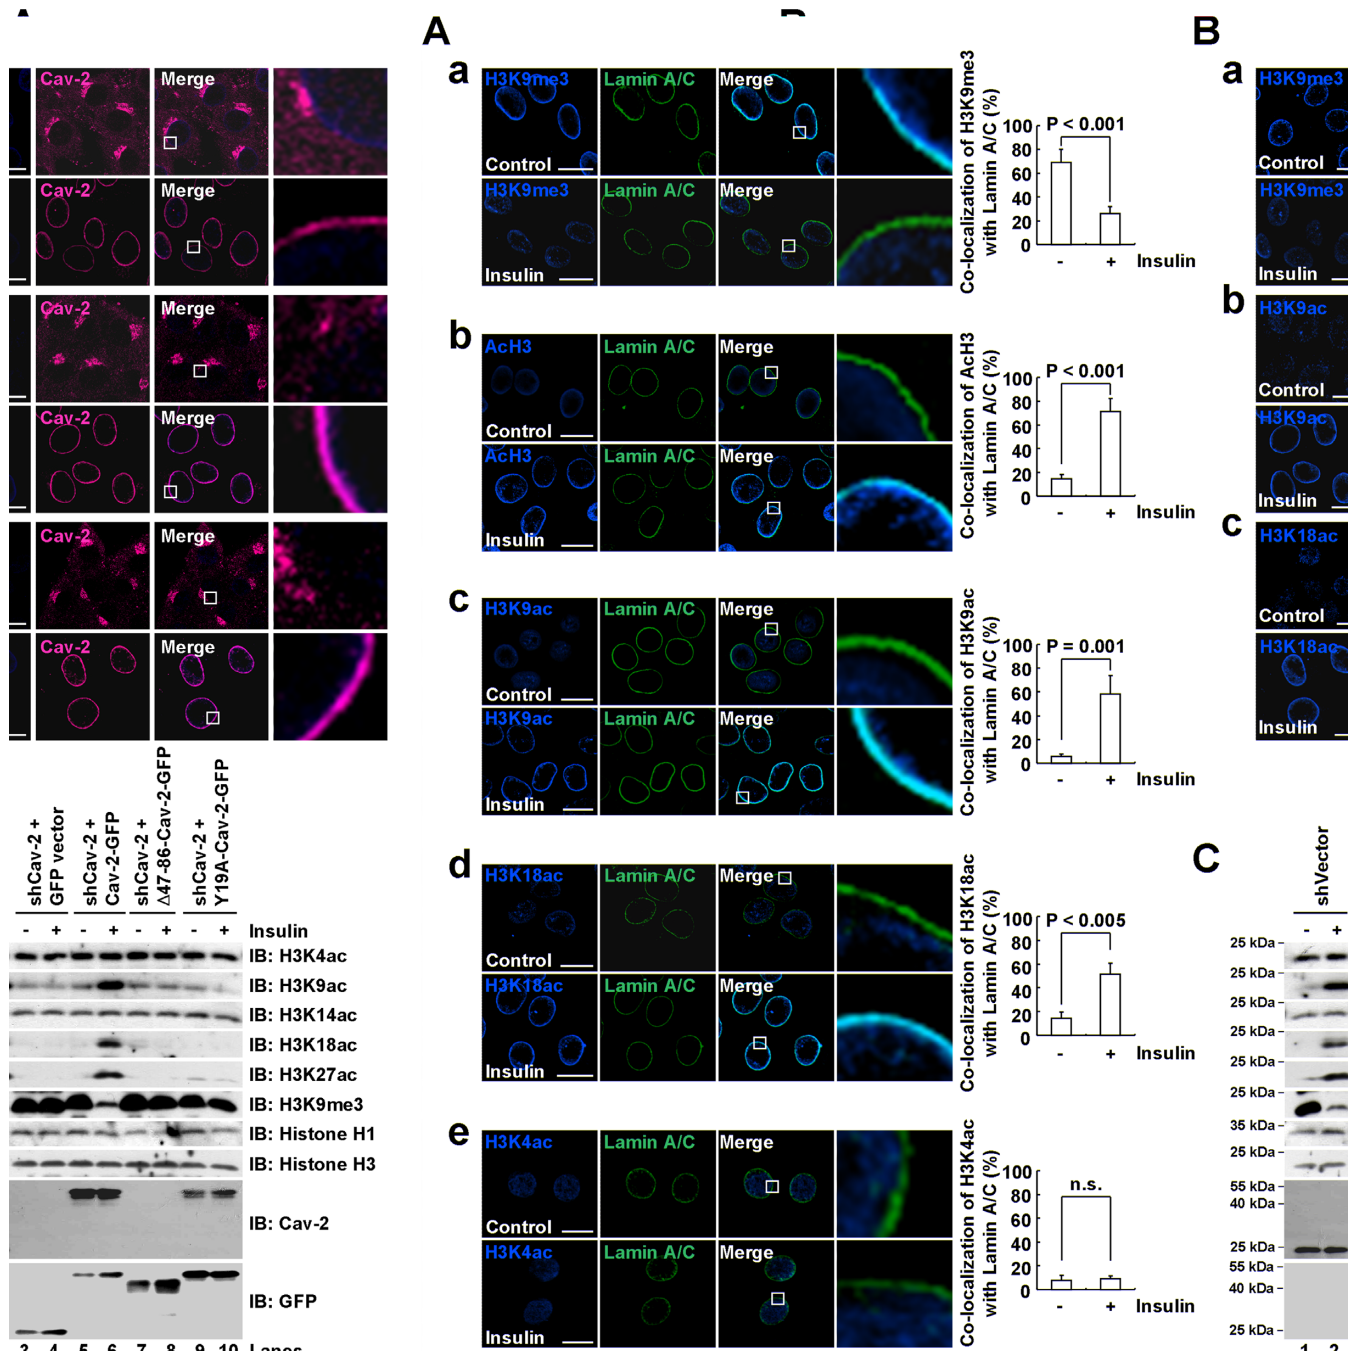 A
B
a
Cav-2
Merge
H3K9me3
Lamin A/C
Merge
Control
Cav-2
Merge
H3K9me3
Lamin A/C
Merge
Insulin
Co-localization of H3K9me3
with Lamin A/C (%)
P < 0.001
100
80
60
40
20
0
- + Insulin
a
H3K9me3
Control
H3K9me3
Insulin
Cav-2
Merge
Cav-2
Merge
b
AcH3
Lamin A/C
Merge
Control
AcH3
Lamin A/C
Merge
Insulin
Co-localization of AcH3
with Lamin A/C (%)
P < 0.001
100
80
60
40
20
0
- + Insulin
b
H3K9ac
Control
H3K9ac
Insulin
Cav-2
Merge
Cav-2
Merge
c
H3K9ac
Lamin A/C
Merge
Control
H3K9ac
Lamin A/C
Merge
Insulin
Co-localization of H3K9ac
with Lamin A/C (%)
P = 0.001
100
80
60
40
20
0
- + Insulin
c
H3K18ac
Control
H3K18ac
Insulin
shCav-2 +
GFP vector
shCav-2 +
Cav-2-GFP
shCav-2 +
Δ47-86-Cav-2-GFP
shCav-2 +
Y19A-Cav-2-GFP
- + - + - + - + Insulin
IB: H3K4ac
IB: H3K9ac
IB: H3K14ac
IB: H3K18ac
IB: H3K27ac
IB: H3K9me3
IB: Histone H1
IB: Histone H3
IB: Cav-2
IB: GFP
3 4 5 6 7 8 9 10 Lanes
d
H3K18ac
Lamin A/C
Merge
Control
H3K18ac
Lamin A/C
Merge
Insulin
Co-localization of H3K18ac
with Lamin A/C (%)
P < 0.005
100
80
60
40
20
0
- + Insulin
e
H3K4ac
Lamin A/C
Merge
Control
H3K4ac
Lamin A/C
Merge
Insulin
Co-localization of H3K4ac
with Lamin A/C (%)
n.s.
100
80
60
40
20
0
- + Insulin
C
shVector
- +
25 kDa
25 kDa
25 kDa
25 kDa
25 kDa
25 kDa
35 kDa
25 kDa
55 kDa
40 kDa
25 kDa
55 kDa
40 kDa
25 kDa
1 2